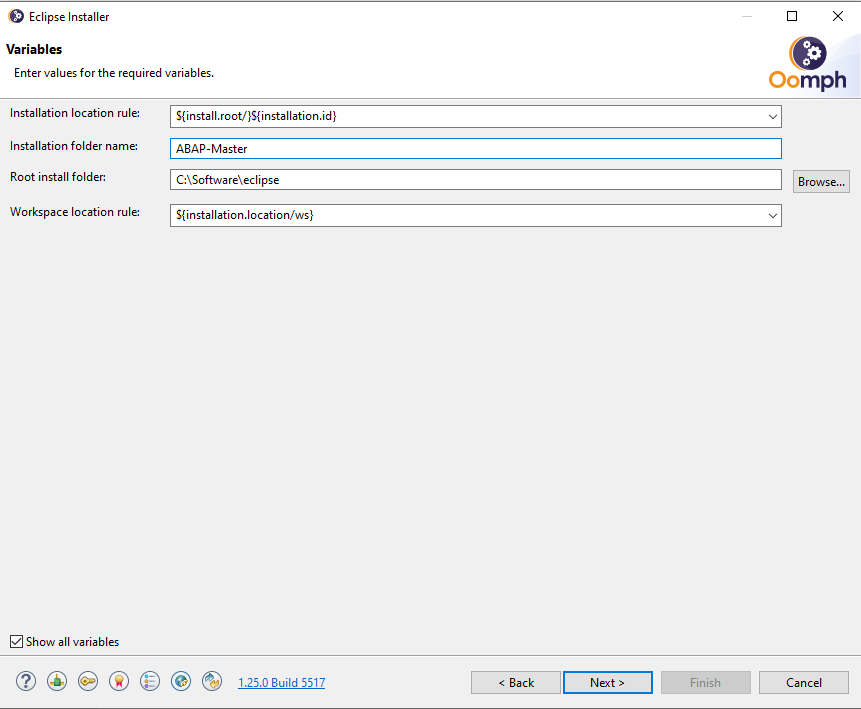 Eclipse Installer
Variables
Enter values for the required variables.
Oomph
Installation location rule: ${install.root/}${installation.id}
Installation folder name: ABAP-Master
Root install folder: C:\Software\eclipse Browse...
Workspace location rule: ${installation.location/ws}
Show all variables
? 1.25.0 Build 5517 < Back Next > Finish Cancel